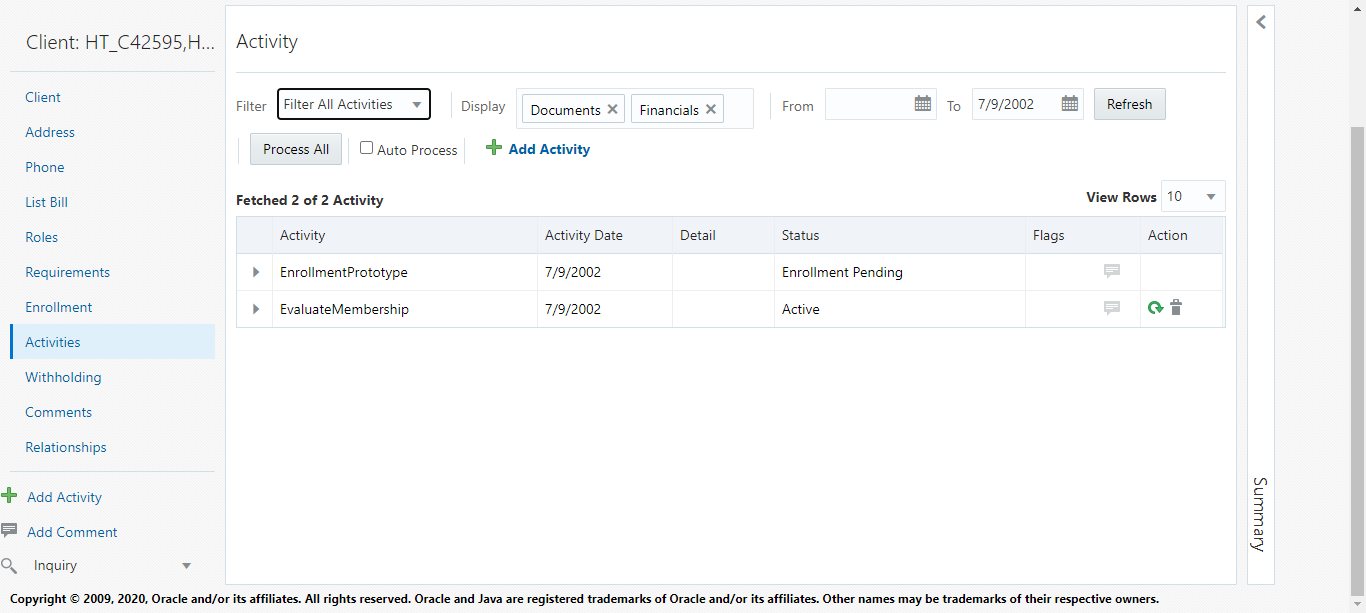 Client: HT_C42595,H...
Client
Address
Phone
List Bill
Roles
Requirements
Enrollment
Activities
Withholding
Comments
Relationships
Add Activity
Add Comment
Inquiry
Activity
Filter Filter All Activities Display Documents Financials From To 7/9/2002 Refresh
Process All Auto Process Add Activity
Fetched 2 of 2 Activity View Rows 10
Activity Activity Date Detail Status Flags Action
EnrollmentPrototype 7/9/2002 Enrollment Pending
EvaluateMembership 7/9/2002 Active
Summary
Copyright © 2009, 2020, Oracle and/or its affiliates. All rights reserved. Oracle and Java are registered trademarks of Oracle and/or its affiliates. Other names may be trademarks of their respective owners.